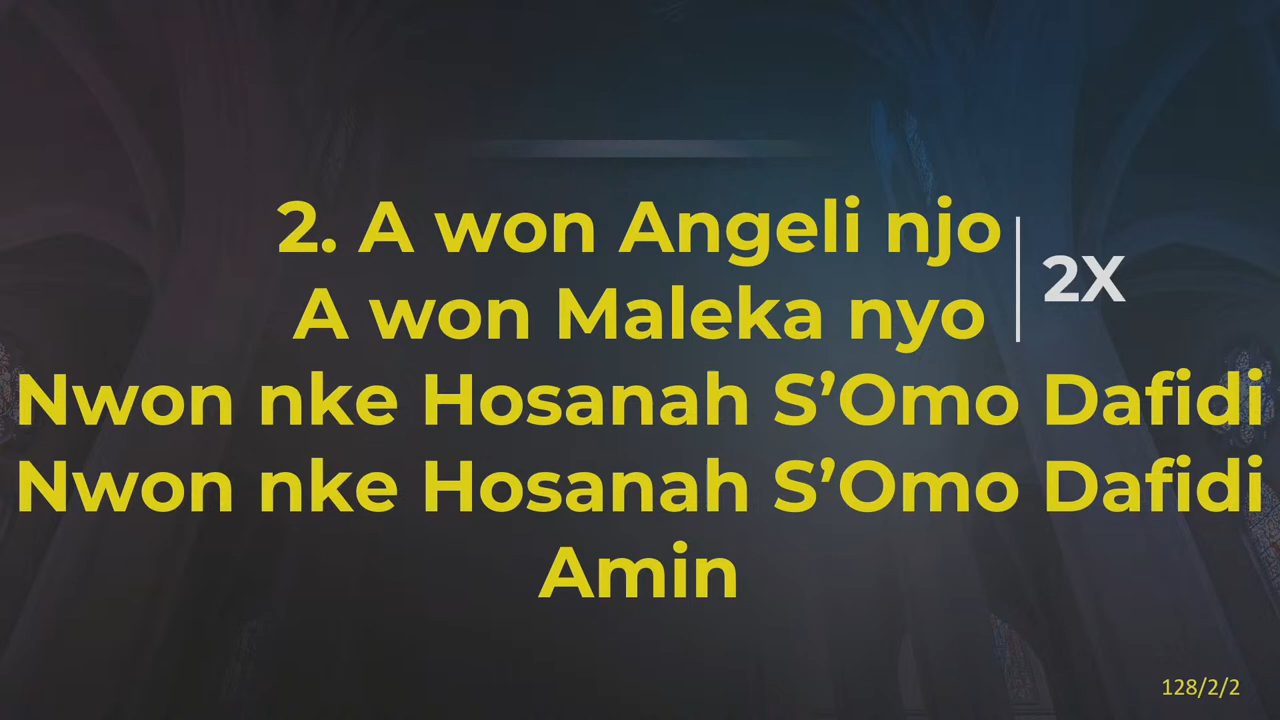 2. A won Angeli njo
A won Maleka nyo
2X
Nwon nke Hosanah S’Omo Dafidi
Nwon nke Hosanah S’Omo Dafidi
Amin
128/2/2